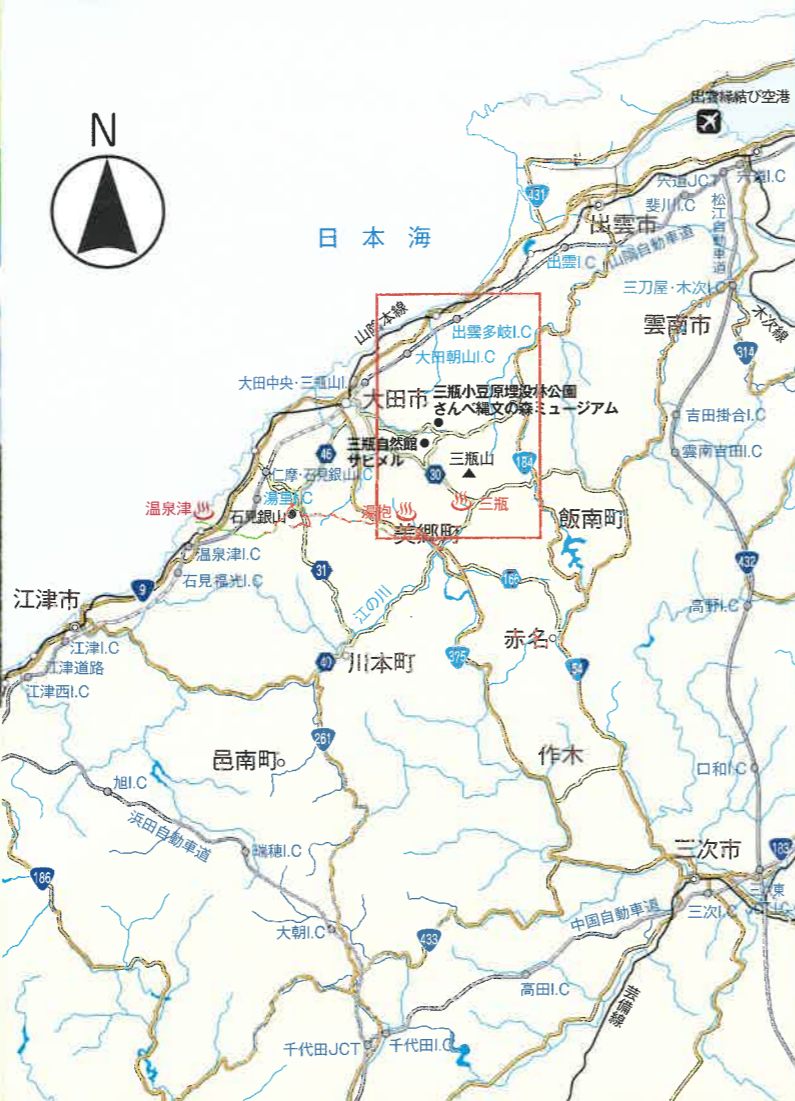 N
出雲縁結び空港
日本海
431
宍道JCT
宍道I.C
斐川I.C
出雲市
山陰自動車道
松江自動車道
出雲I.C
三刀屋・木次I.C
山陰本線
雲南市
木次線
出雲多岐I.C
大田朝山I.C
314
大田中央・三瓶山I.
大田市
三瓶小豆原埋没林公園
さんべ縄文の森ミュージアム
吉田掛合I.C
三瓶自然館
サヒメル
46
三瓶山
雲南吉田I.C
30
184
仁摩・石見銀山I.C
湯里I.C
温泉津
石見銀山
湯抱
三瓶
飯南町
美郷町
温泉津I.C
石見福光I.C
432
31
166
9
江の川
高野I.C
江津市
赤名
江津I.C
江津道路
江津西I.C
40
川本町
375
54
261
邑南町
作木
口和I.C
旭I.C
浜田自動車道
瑞穂I.C
三次市
183
186
三次東
JCT・I.C
三次I.C
中国自動車道
大朝I.C
433
高田I.C
芸備線
千代田JCT
千代田I.C